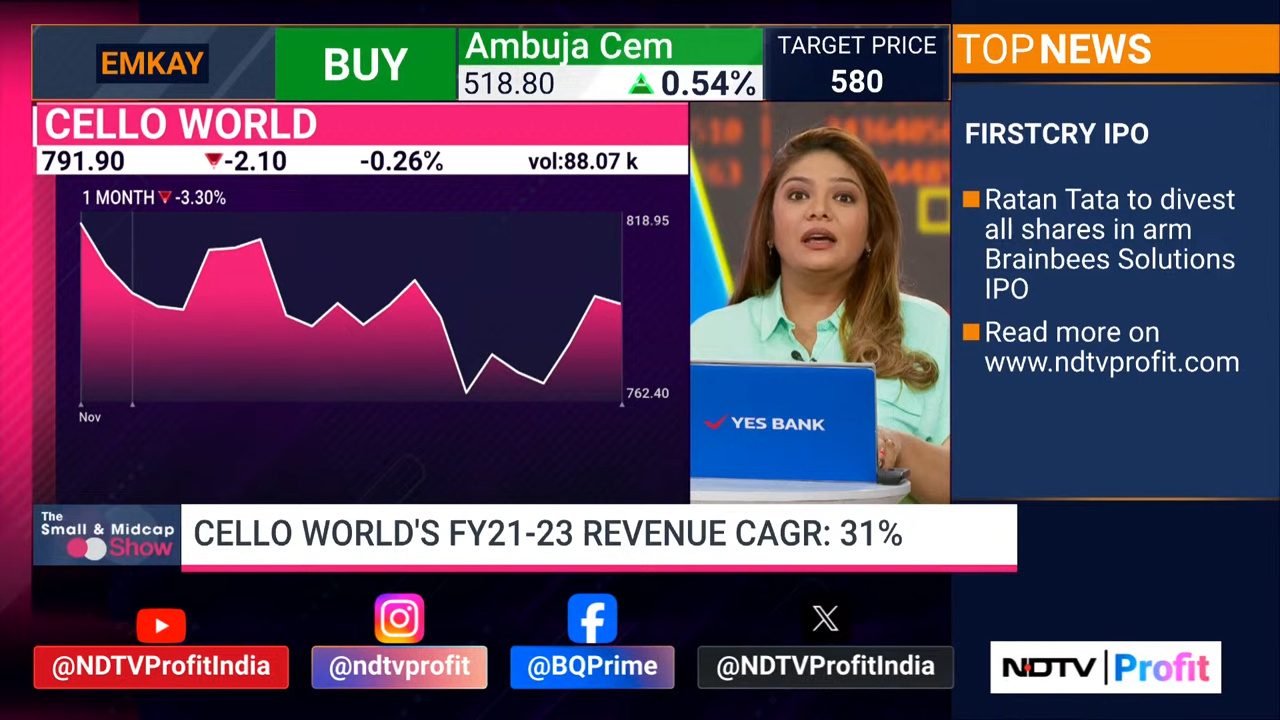 EMKAY
BUY
Ambuja Cem
518.80 0.54%
TARGET PRICE
580
TOP NEWS
CELLO WORLD
791.90 -2.10 -0.26% vol:88.07 k
1 MONTH -3.30%
818.95
762.40
Nov
YES BANK
FIRSTCRY IPO
Ratan Tata to divest
all shares in arm
Brainbees Solutions
IPO
Read more on
www.ndtvprofit.com
The
Small & Midcap
Show
CELLO WORLD'S FY21-23 REVENUE CAGR: 31%
@NDTVProfitIndia
@ndtvprofit
@BQPrime
@NDTVProfitIndia
NDTV Profit